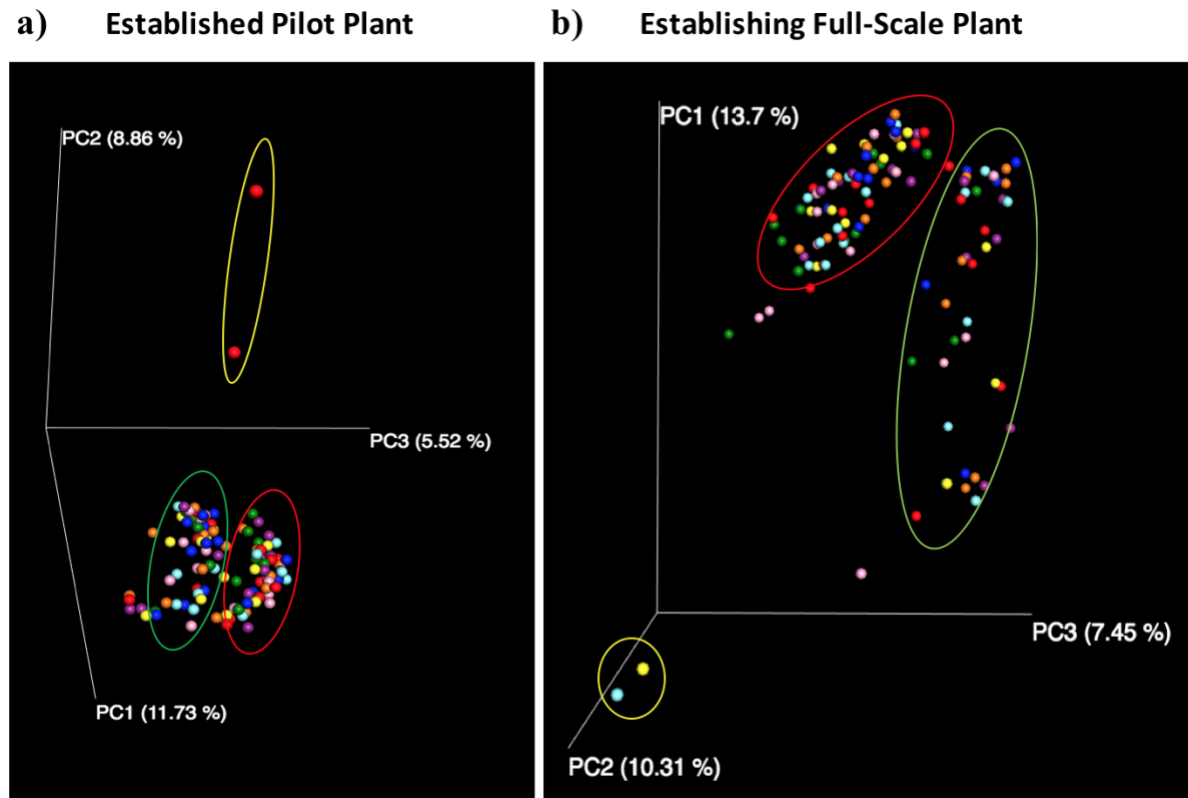 a) Established Pilot Plant
b) Establishing Full-Scale Plant
PC2 (8.86 %)
PC3 (5.52 %)
PC1 (11.73 %)
PC1 (13.7 %)
PC3 (7.45 %)
PC2 (10.31 %)